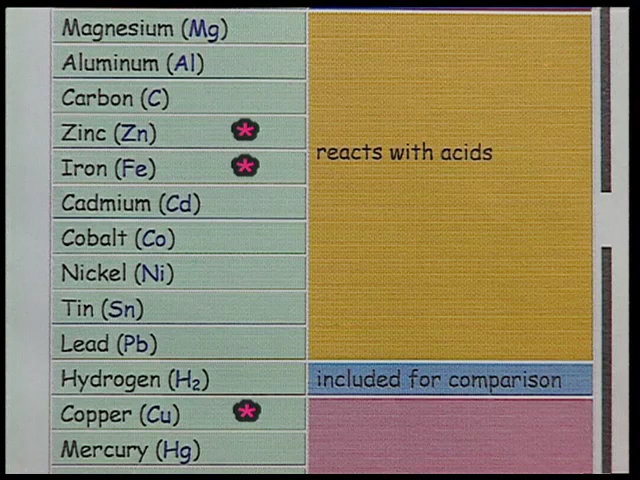 Magnesium (Mg)
Aluminum (Al)
Carbon (C)
Zinc (Zn) *
reacts with acids
Iron (Fe) *
Cadmium (Cd)
Cobalt (Co)
Nickel (Ni)
Tin (Sn)
Lead (Pb)
Hydrogen (H₂) included for comparison
Copper (Cu) *
Mercury (Hg)